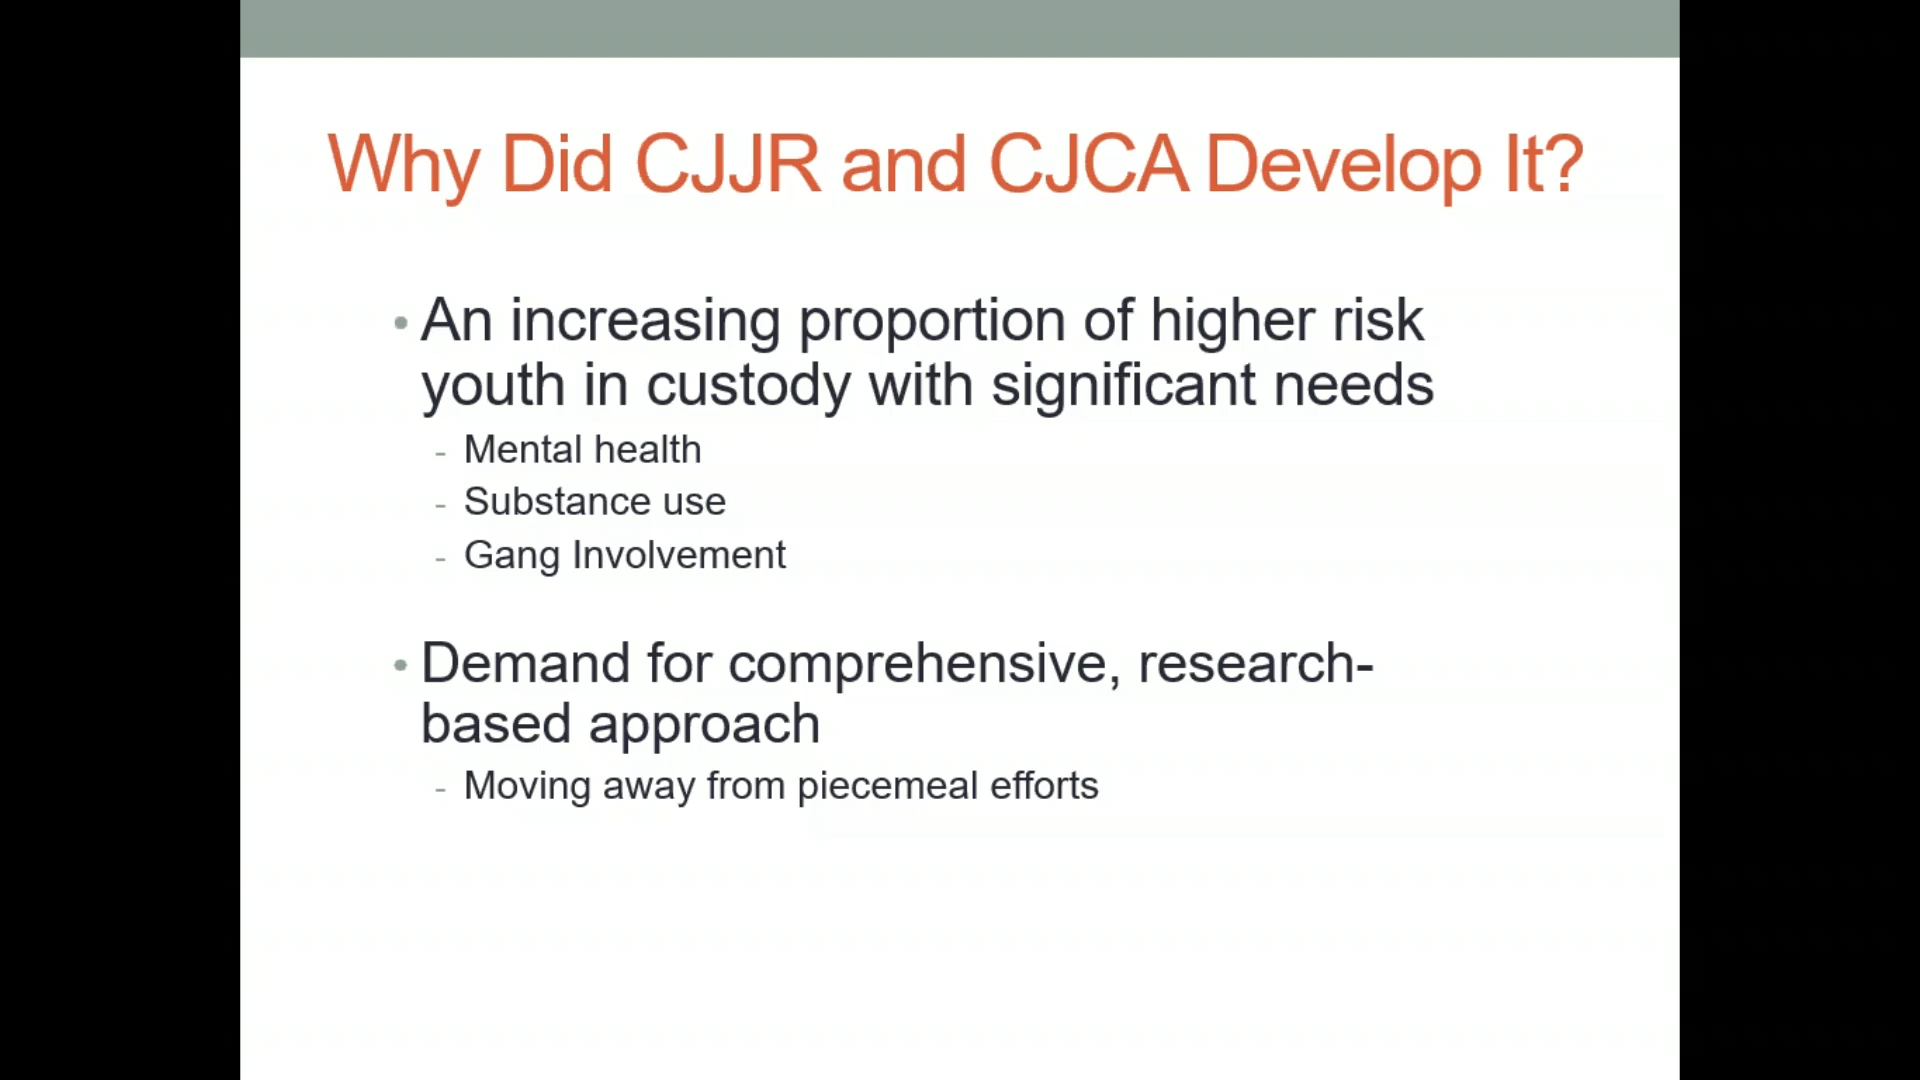 Why Did CJJR and CJCA Develop It?
• An increasing proportion of higher risk
youth in custody with significant needs
- Mental health
- Substance use
- Gang Involvement
• Demand for comprehensive, research-
based approach
- Moving away from piecemeal efforts